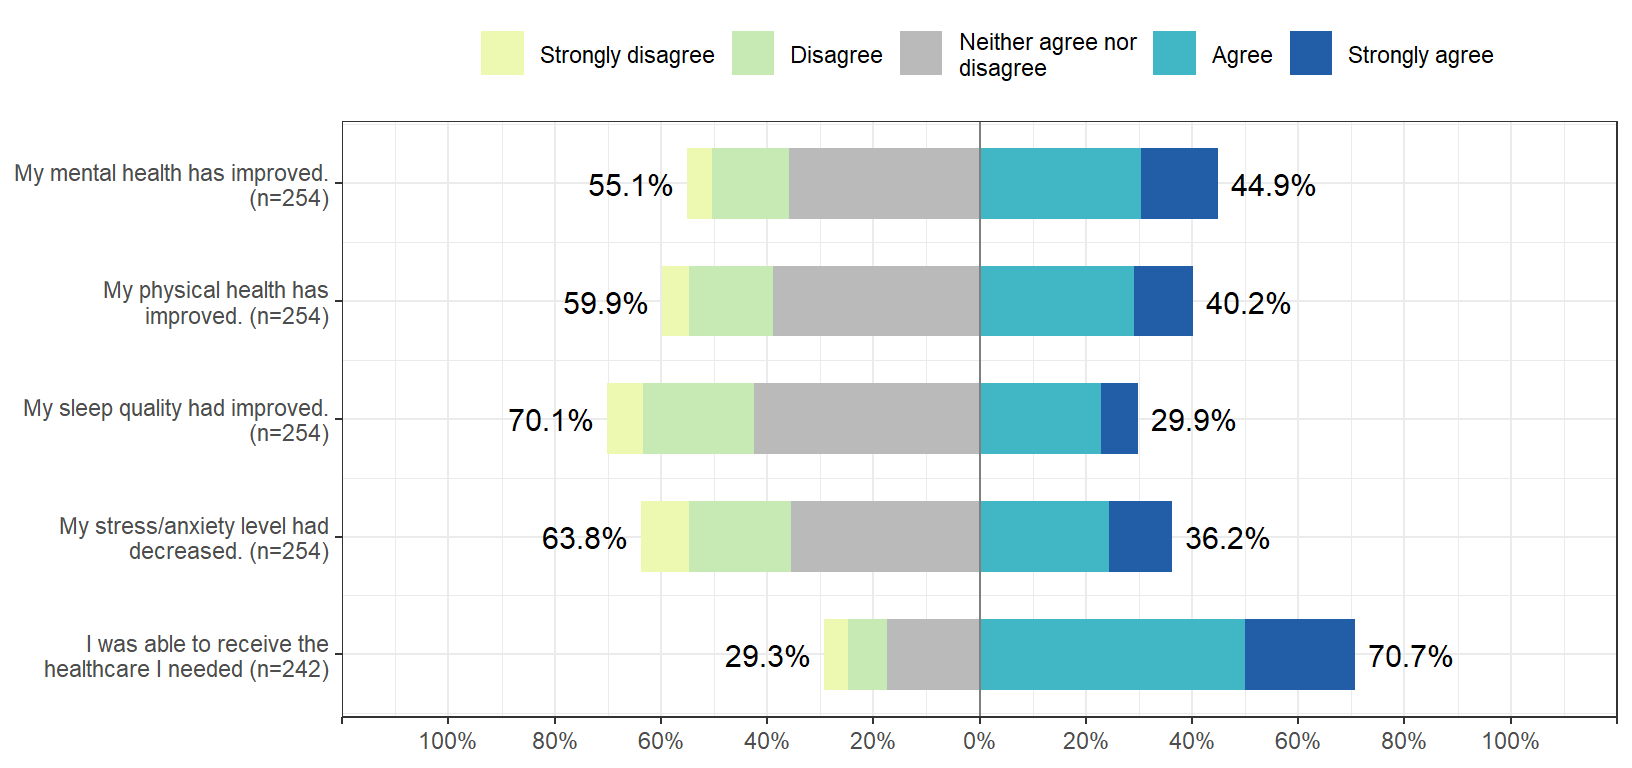 Strongly disagree
Disagree
Neither agree nor
disagree
Agree
Strongly agree
My mental health has improved.
(n=254)
55.1%
44.9%
My physical health has
improved. (n=254)
59.9%
40.2%
My sleep quality had improved.
(n=254)
70.1%
29.9%
My stress/anxiety level had
decreased. (n=254)
63.8%
36.2%
I was able to receive the
healthcare I needed (n=242)
29.3%
70.7%
100%
80%
60%
40%
20%
0%
20%
40%
60%
80%
100%